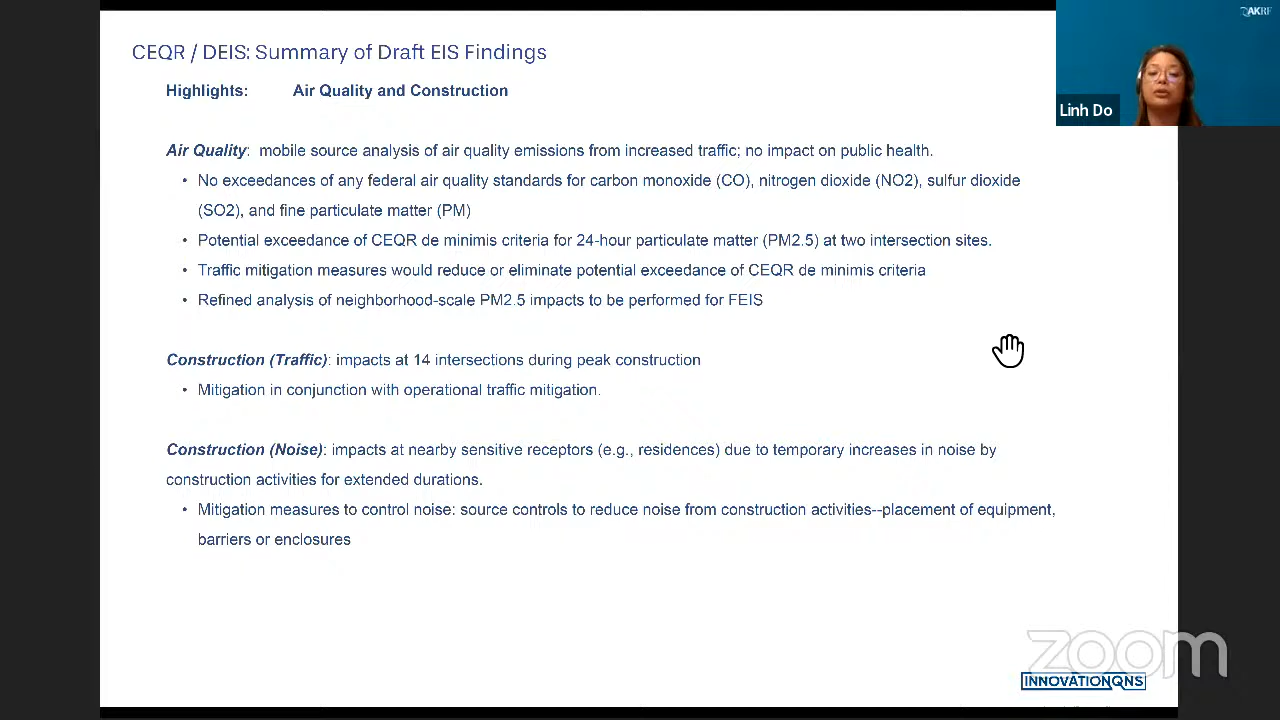 CEQR / DEIS: Summary of Draft EIS Findings
AKRF
Linh Do
Highlights: Air Quality and Construction
Air Quality: mobile source analysis of air quality emissions from increased traffic; no impact on public health.
• No exceedances of any federal air quality standards for carbon monoxide (CO), nitrogen dioxide (NO2), sulfur dioxide
(SO2), and fine particulate matter (PM)
• Potential exceedance of CEQR de minimis criteria for 24-hour particulate matter (PM2.5) at two intersection sites.
• Traffic mitigation measures would reduce or eliminate potential exceedance of CEQR de minimis criteria
• Refined analysis of neighborhood-scale PM2.5 impacts to be performed for FEIS
Construction (Traffic): impacts at 14 intersections during peak construction
• Mitigation in conjunction with operational traffic mitigation.
Construction (Noise): impacts at nearby sensitive receptors (e.g., residences) due to temporary increases in noise by
construction activities for extended durations.
• Mitigation measures to control noise: source controls to reduce noise from construction activities--placement of equipment,
barriers or enclosures
zoom
INNOVATIONQNS